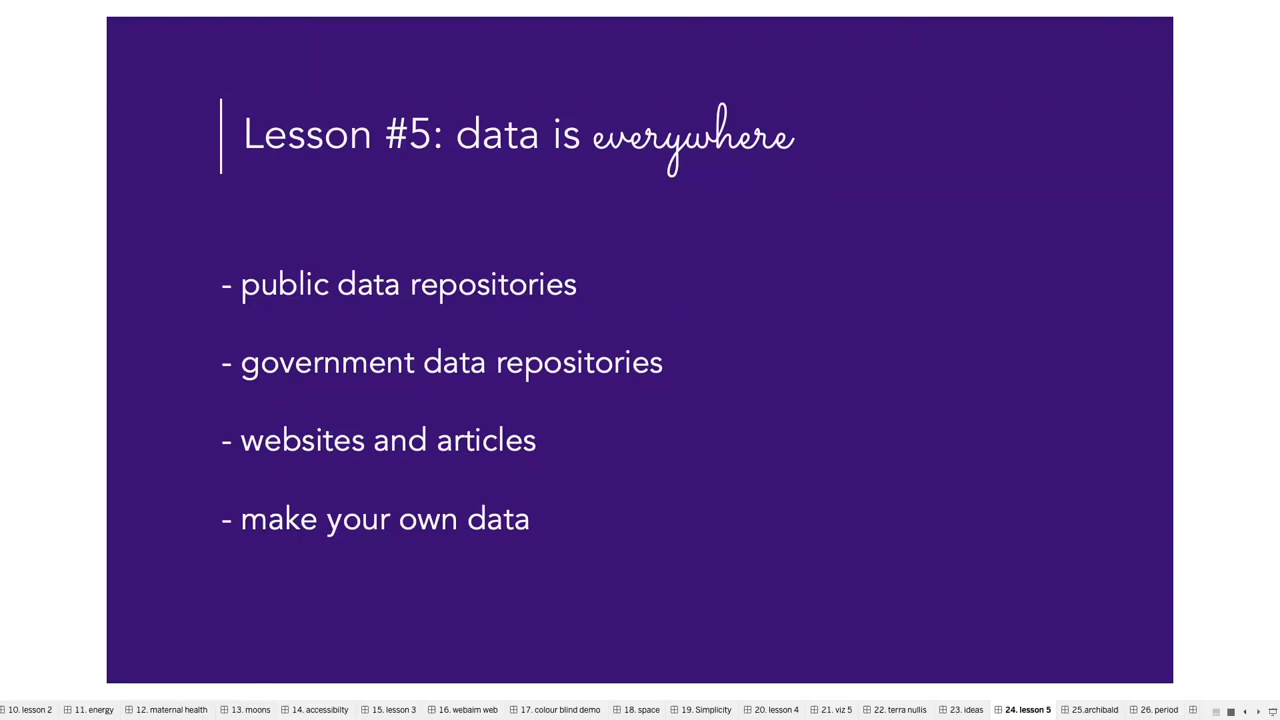 Lesson #5: data is everywhere
- public data repositories
- government data repositories
- websites and articles
- make your own data
10. lesson 2 11. energy 12. maternal health 13. moons 14. accessibilty 15. lesson 3 16. webaim web 17. colour blind demo 18. space 19. Simplicity 20. lesson 4 21. viz 5 22. terra nullis 23. ideas 24. lesson 5 25.archibald 26. period